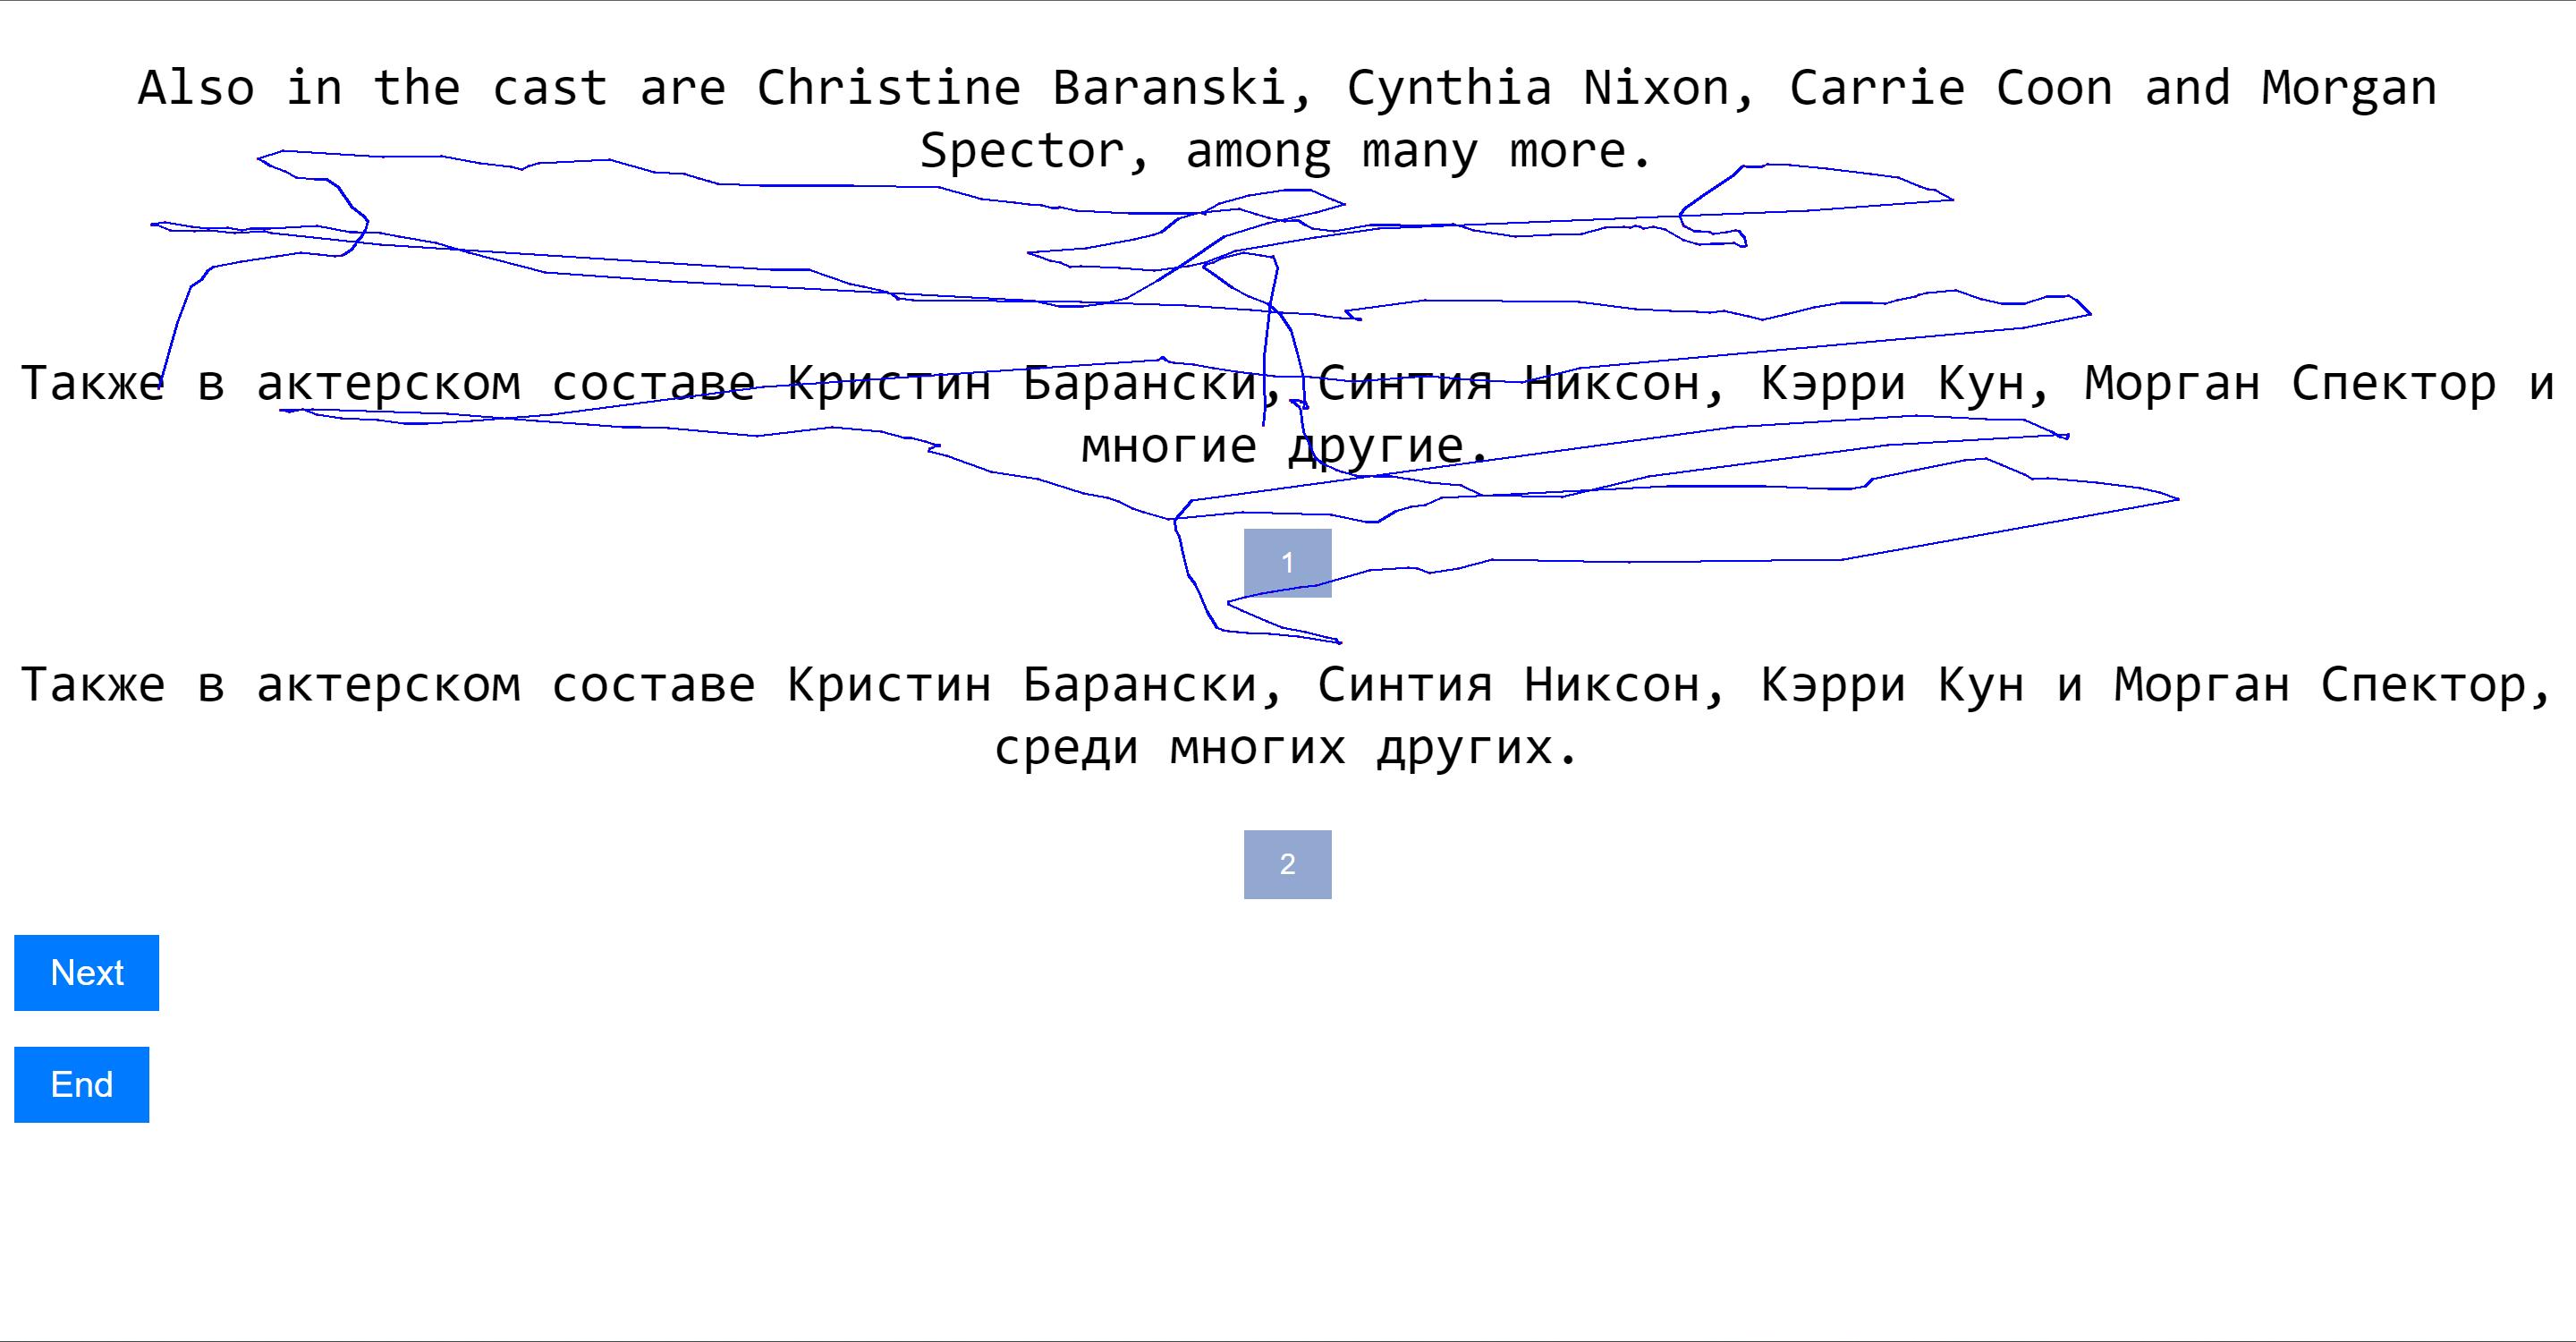 Also in the cast are Christine Baranski, Cynthia Nixon, Carrie Coon and Morgan
Spector, among many more.
Также в актерском составе Кристин Барански, Синтия Никсон, Кэрри Кун, Морган Спектор и
многие другие.
1
Также в актерском составе Кристин Барански, Синтия Никсон, Кэрри Кун и Морган Спектор,
среди многих других.
2
Next
End